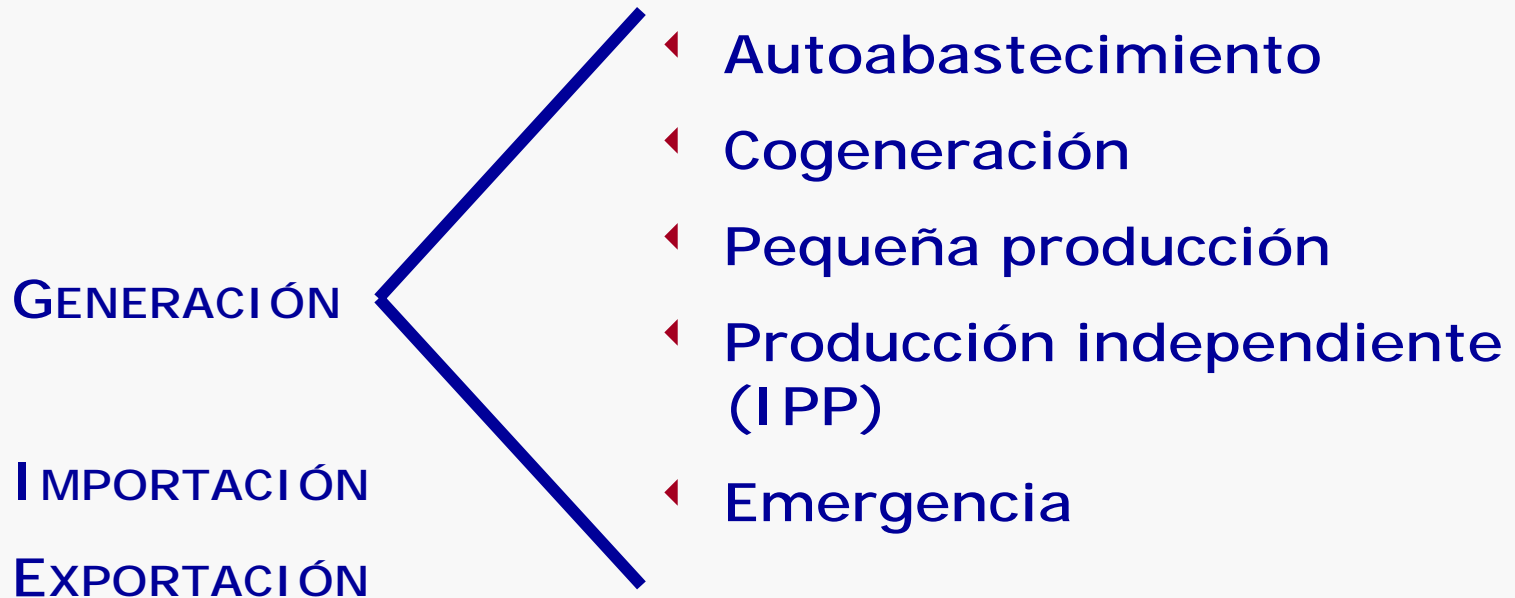 GENERACIÓN
IMPORTACIÓN
EXPORTACIÓN
Autoabastecimiento
Cogeneración
Pequeña producción
Producción independiente
(IPP)
Emergencia